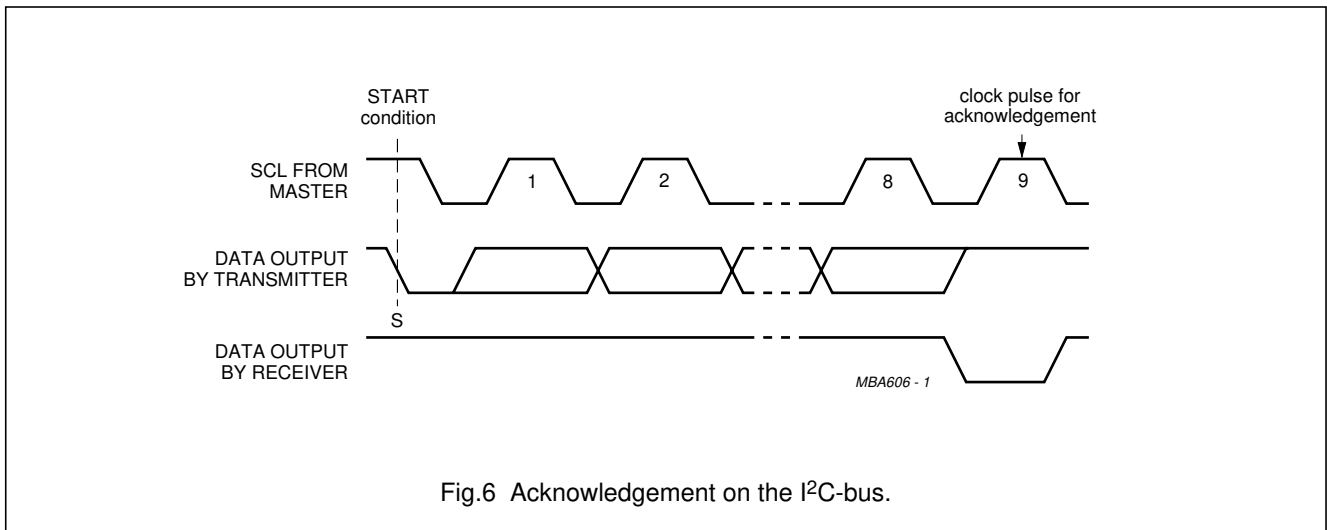 START
condition
clock pulse for
acknowledgement
SCL FROM
MASTER
1
2
8
9
DATA OUTPUT
BY TRANSMITTER
S
DATA OUTPUT
BY RECEIVER
MBA606 - 1
Fig.6 Acknowledgement on the I²C-bus.